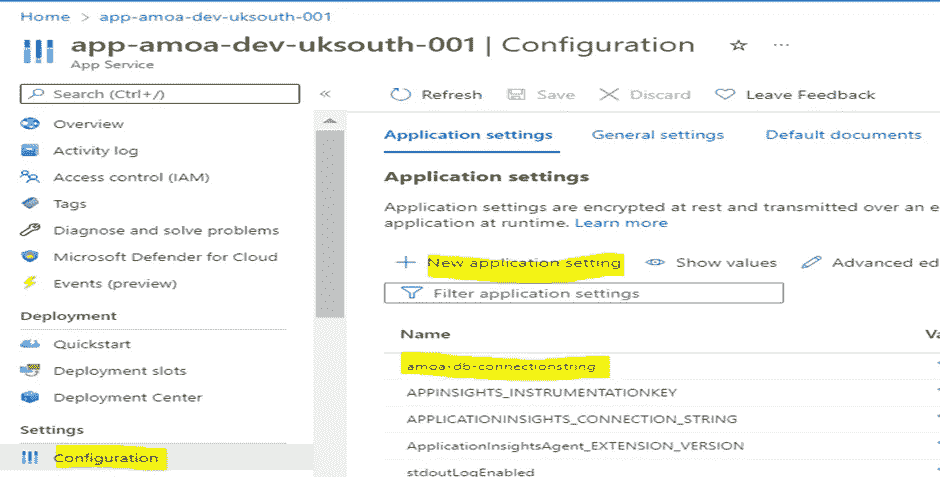 Home > app-amoa-dev-uksouth-001
app-amoa-dev-uksouth-001 | Configuration ☆ ...
App Service
Search (Ctrl+/) «
Overview
Activity log
Access control (IAM)
Tags
Diagnose and solve problems
Microsoft Defender for Cloud
Events (preview)
Deployment
Quickstart
Deployment slots
Deployment Center
Settings
Configuration
Refresh Save Discard Leave Feedback
Application settings General settings Default documents
Application settings
Application settings are encrypted at rest and transmitted over an e
application at runtime. Learn more
+ New application setting Show values Advanced ed
Filter application settings
Name Va
amoa-db-connectionstring
APPINSIGHTS_INSTRUMENTATIONKEY
APPLICATIONINSIGHTS_CONNECTION_STRING
ApplicationInsightsAgent_EXTENSION_VERSION
stdoutLogEnabled